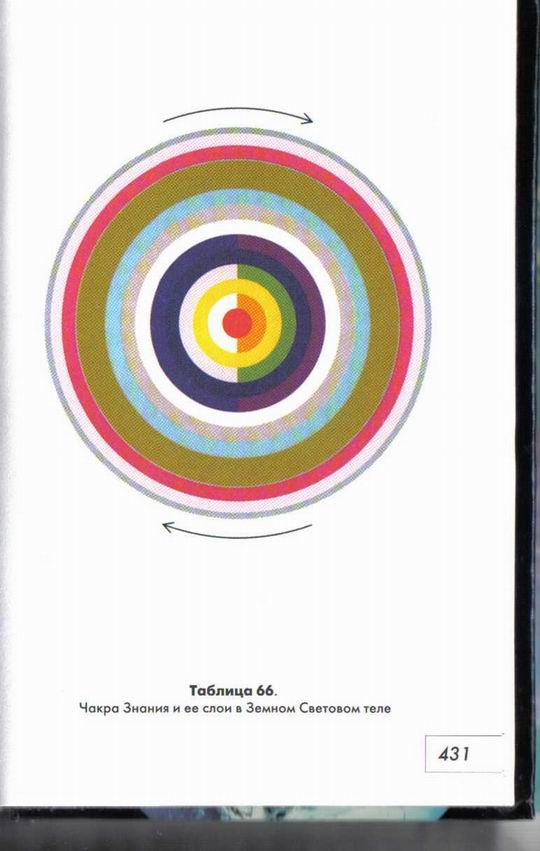 Таблица 66.
Чакра Знания и ее слои в Земном Световом теле
431